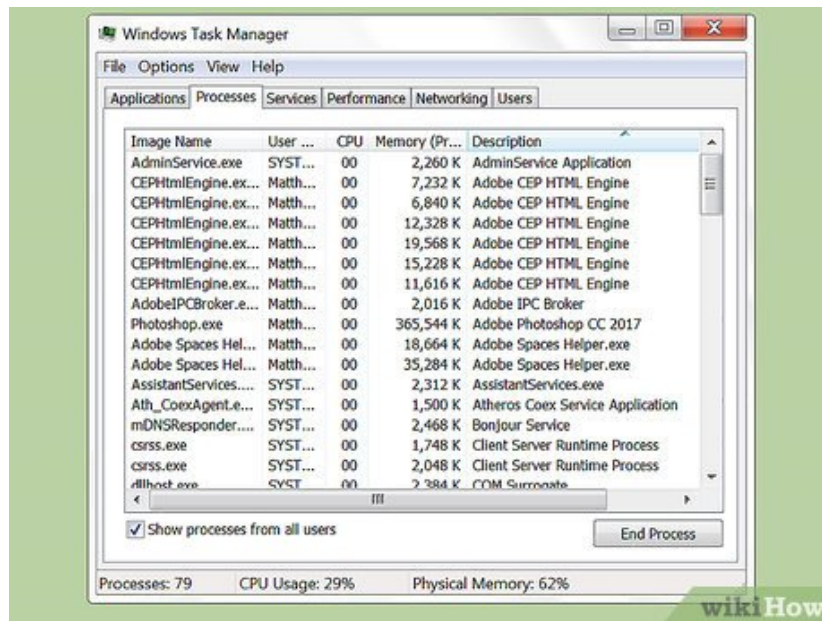 Windows Task Manager
File Options View Help
Applications Processes Services Performance Networking Users
Image Name User ... CPU Memory (Pr... Description
AdminService.exe SYST... 00 2,260 K AdminService Application
CEPHtmlEngine.ex... Matth... 00 7,232 K Adobe CEP HTML Engine
CEPHtmlEngine.ex... Matth... 00 6,840 K Adobe CEP HTML Engine
CEPHtmlEngine.ex... Matth... 00 12,328 K Adobe CEP HTML Engine
CEPHtmlEngine.ex... Matth... 00 19,568 K Adobe CEP HTML Engine
CEPHtmlEngine.ex... Matth... 00 15,228 K Adobe CEP HTML Engine
CEPHtmlEngine.ex... Matth... 00 11,616 K Adobe CEP HTML Engine
AdobeIPCBroker.e... Matth... 00 2,016 K Adobe IPC Broker
Photoshop.exe Matth... 00 365,544 K Adobe Photoshop CC 2017
Adobe Spaces Hel... Matth... 00 18,664 K Adobe Spaces Helper.exe
Adobe Spaces Hel... Matth... 00 35,284 K Adobe Spaces Helper.exe
AssistantServices.... SYST... 00 2,312 K AssistantServices.exe
Ath_CoexAgent.e... SYST... 00 1,500 K Atheros Coex Service Application
mDNSResponder.... SYST... 00 2,468 K Bonjour Service
csrss.exe SYST... 00 1,748 K Client Server Runtime Process
csrss.exe SYST... 00 2,048 K Client Server Runtime Process
dllhost.exe SYST... 00 2,384 K COM Surrogate
Show processes from all users
End Process
Processes: 79 CPU Usage: 29% Physical Memory: 62%
wikiHow